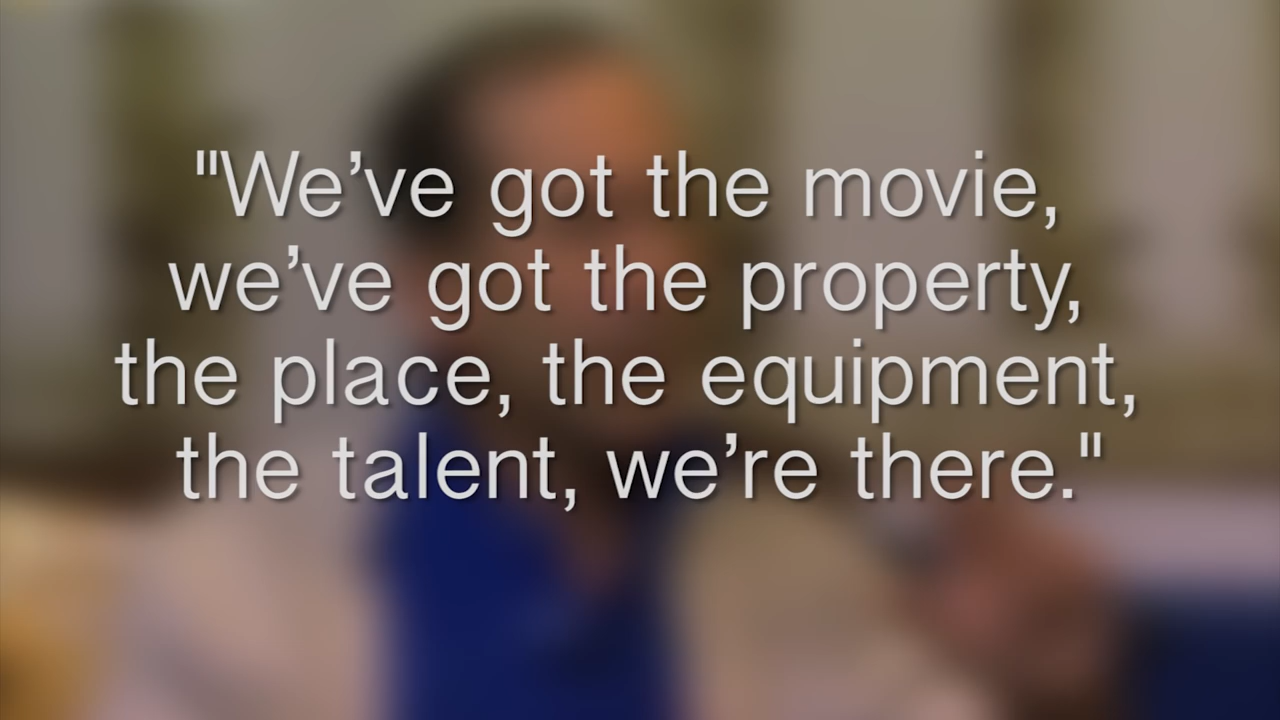 "We’ve got the movie,
we’ve got the property,
the place, the equipment,
the talent, we’re there."